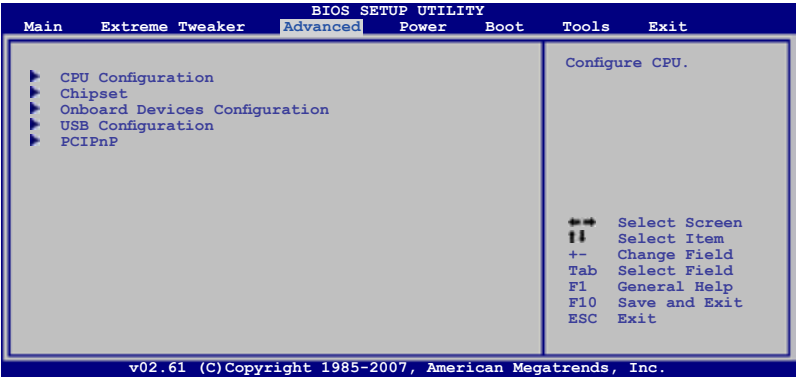 BIOS SETUP UTILITY
Main Extreme Tweaker Advanced Power Boot Tools Exit
CPU Configuration
Chipset
Onboard Devices Configuration
USB Configuration
PCIPnP
Configure CPU.
Select Screen
Select Item
+- Change Field
Tab Select Field
F1 General Help
F10 Save and Exit
ESC Exit
v02.61 (C)Copyright 1985-2007, American Megatrends, Inc.